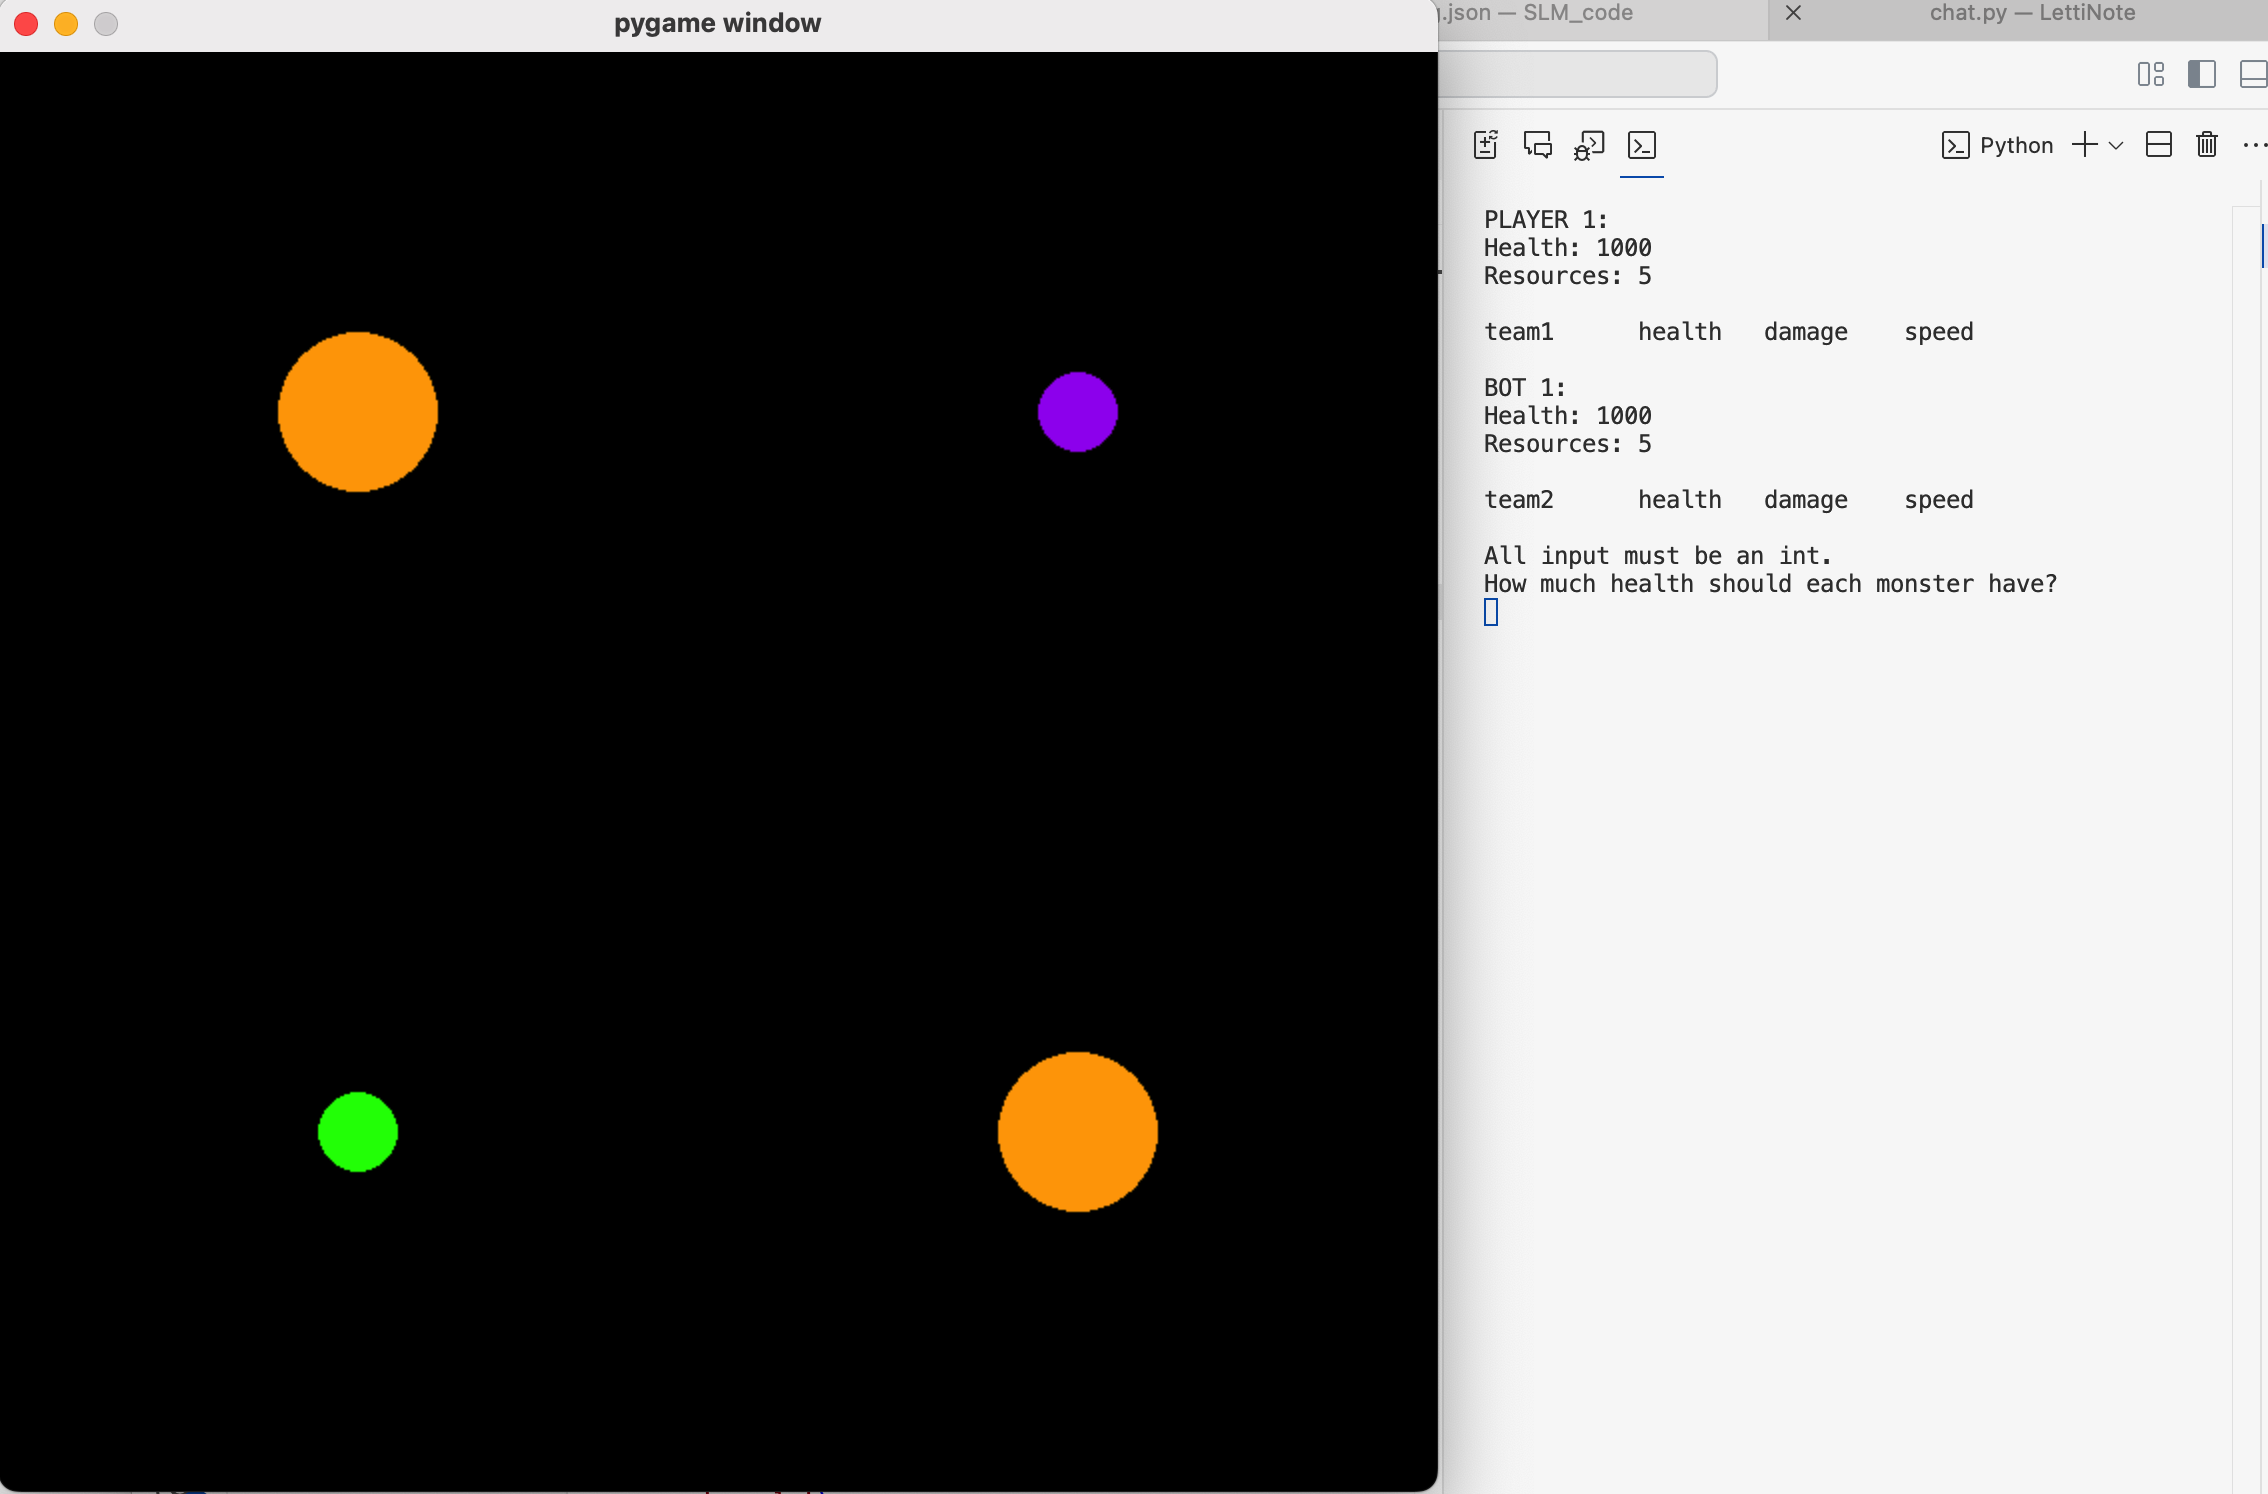 pygame window
.json — SLM_code
chat.py — LettiNote
Python
PLAYER 1:
Health: 1000
Resources: 5
team1 health damage speed
BOT 1:
Health: 1000
Resources: 5
team2 health damage speed
All input must be an int.
How much health should each monster have?